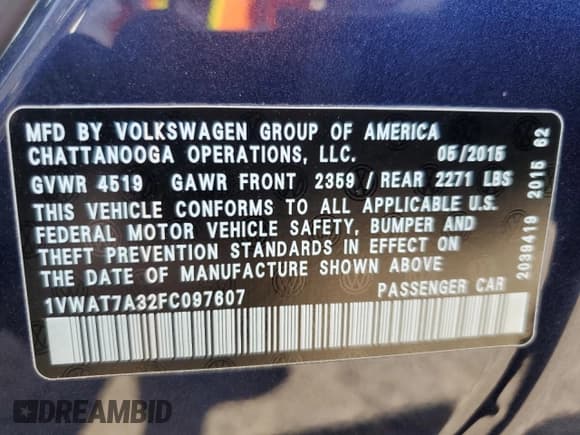 MFD BY VOLKSWAGEN GROUP OF AMERICA
CHATTANOOGA OPERATIONS, LLC. 05/2015
GVWR 4519 GAWR FRONT 2359 / REAR 2271 LBS
THIS VEHICLE CONFORMS TO ALL APPLICABLE U.S.
FEDERAL MOTOR VEHICLE SAFETY, BUMPER AND
THEFT PREVENTION STANDARDS IN EFFECT ON
THE DATE OF MANUFACTURE SHOWN ABOVE
1VWAT7A32FC097607 PASSENGER CAR
2039419 2015 62
DREAMBID